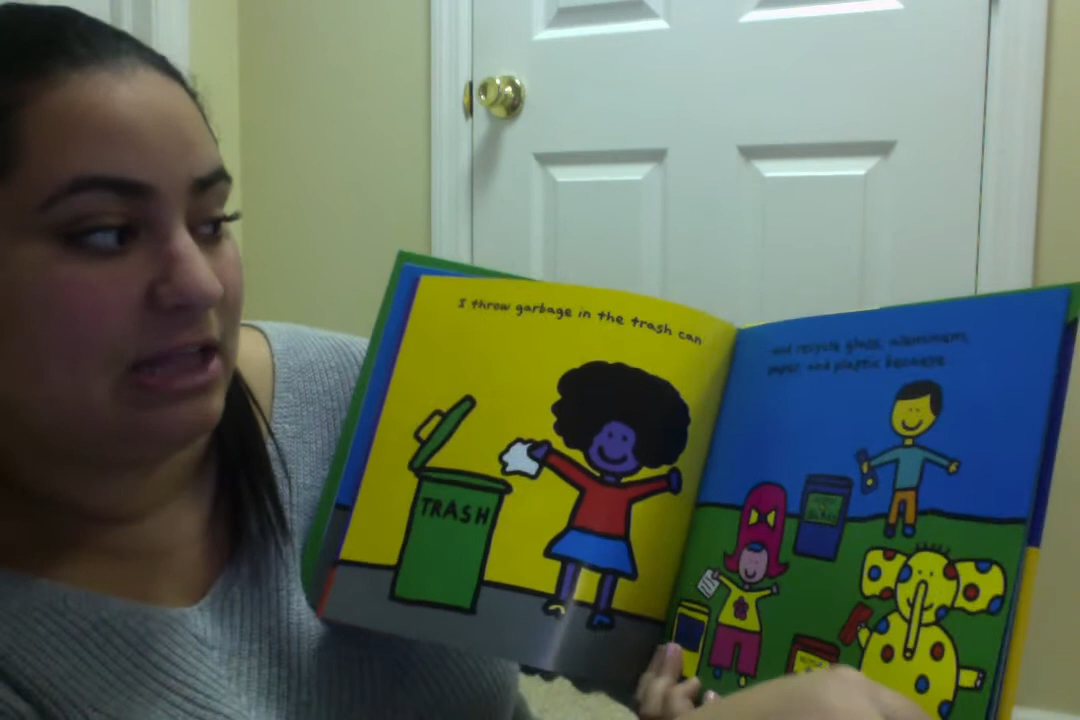 I throw garbage in the trash can
TRASH
and recycle glass, aluminum,
paper, and plastic because